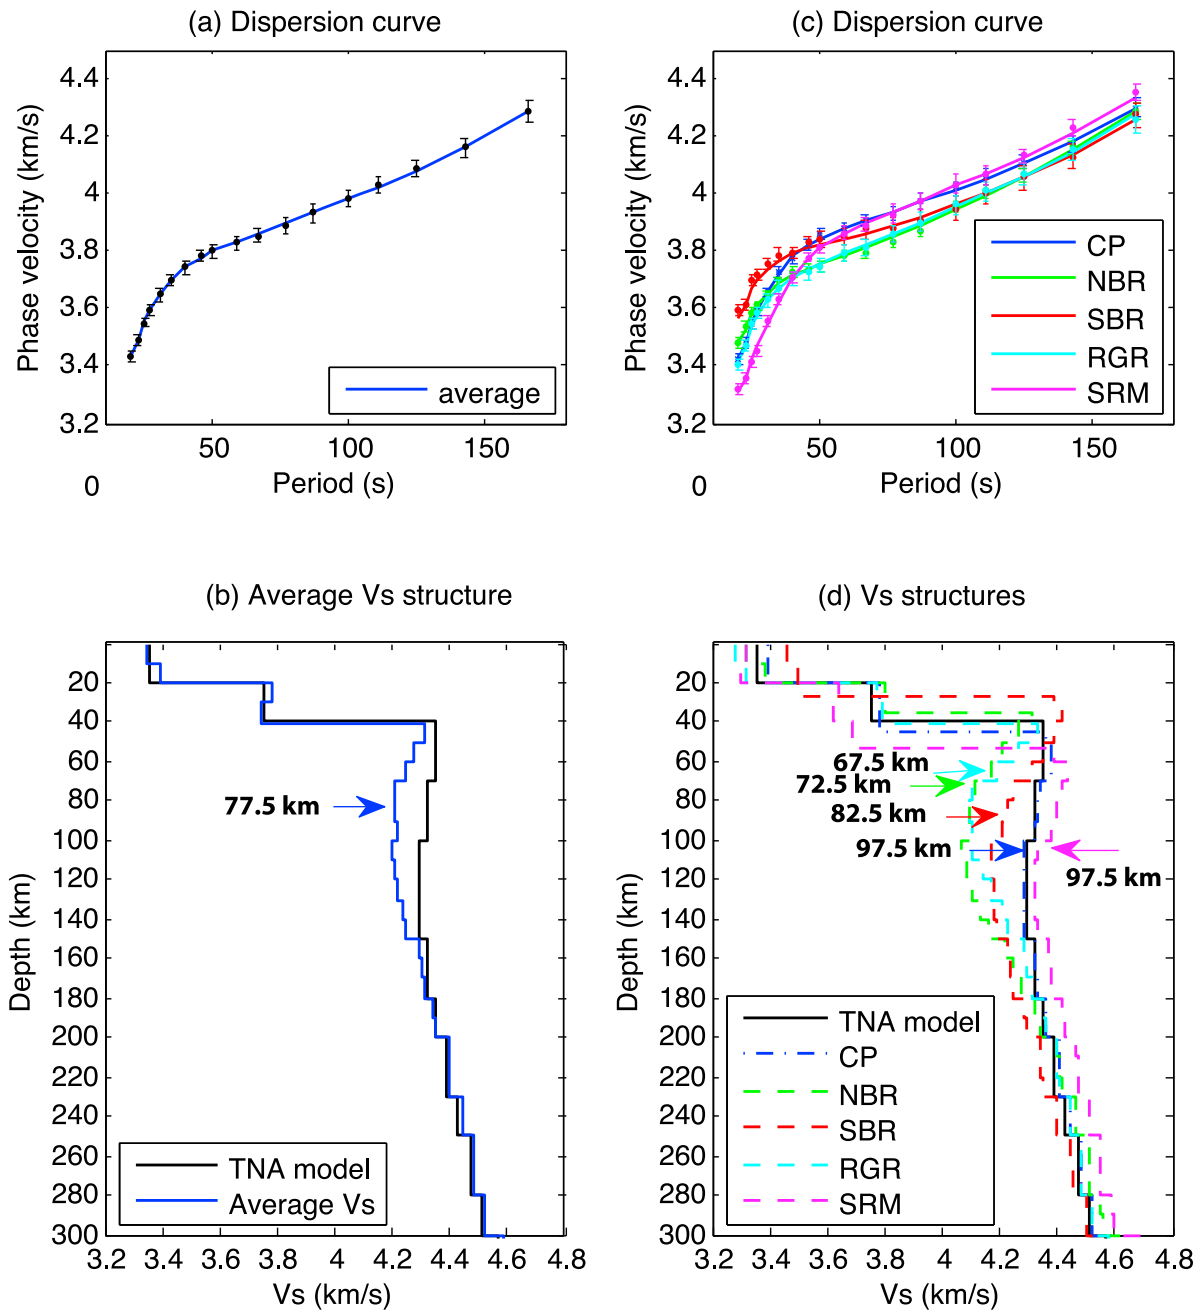 (a) Dispersion curve
4.4
4.2
4
3.8
3.6
3.4
3.2
0
50
100
150
Phase velocity (km/s)
Period (s)
average
(c) Dispersion curve
4.4
4.2
4
3.8
3.6
3.4
3.2
0
50
100
150
Phase velocity (km/s)
Period (s)
CP
NBR
SBR
RGR
SRM
(b) Average Vs structure
20
40
60
80
100
120
140
160
180
200
220
240
260
280
300
3.2
3.4
3.6
3.8
4
4.2
4.4
4.6
4.8
Depth (km)
Vs (km/s)
77.5 km
TNA model
Average Vs
(d) Vs structures
20
40
60
80
100
120
140
160
180
200
220
240
260
280
300
3.2
3.4
3.6
3.8
4
4.2
4.4
4.6
4.8
Depth (km)
Vs (km/s)
67.5 km
72.5 km
82.5 km
97.5 km
97.5 km
TNA model
CP
NBR
SBR
RGR
SRM